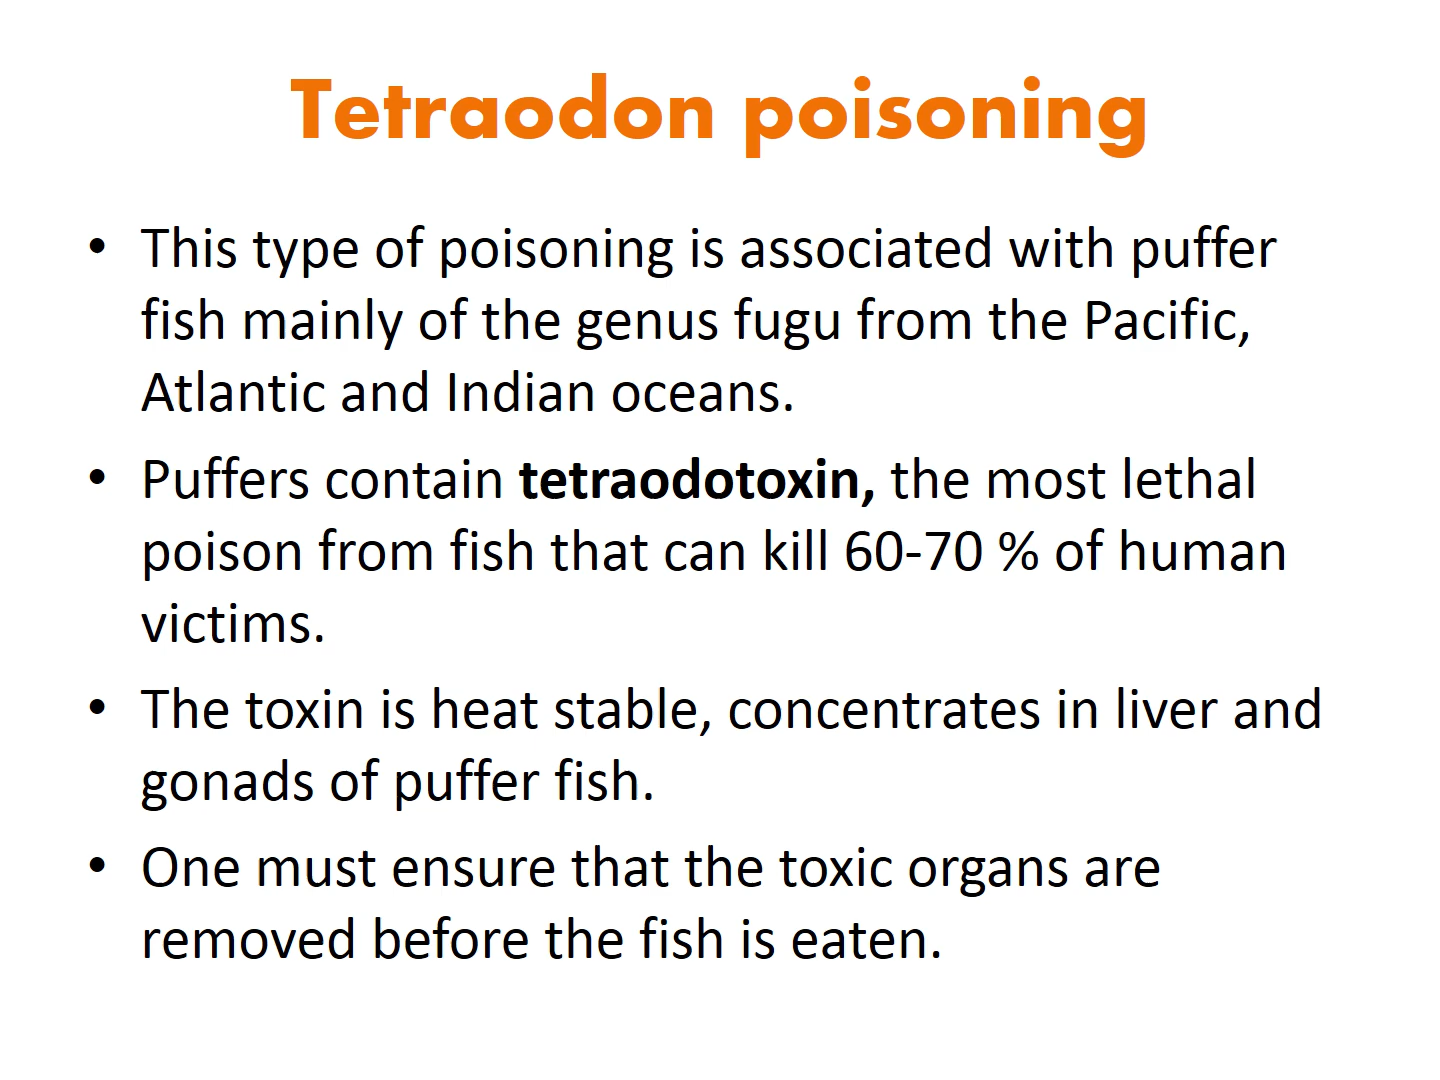 Tetraodon poisoning
• This type of poisoning is associated with puffer
fish mainly of the genus fugu from the Pacific,
Atlantic and Indian oceans.
• Puffers contain tetraodotoxin, the most lethal
poison from fish that can kill 60-70 % of human
victims.
• The toxin is heat stable, concentrates in liver and
gonads of puffer fish.
• One must ensure that the toxic organs are
removed before the fish is eaten.